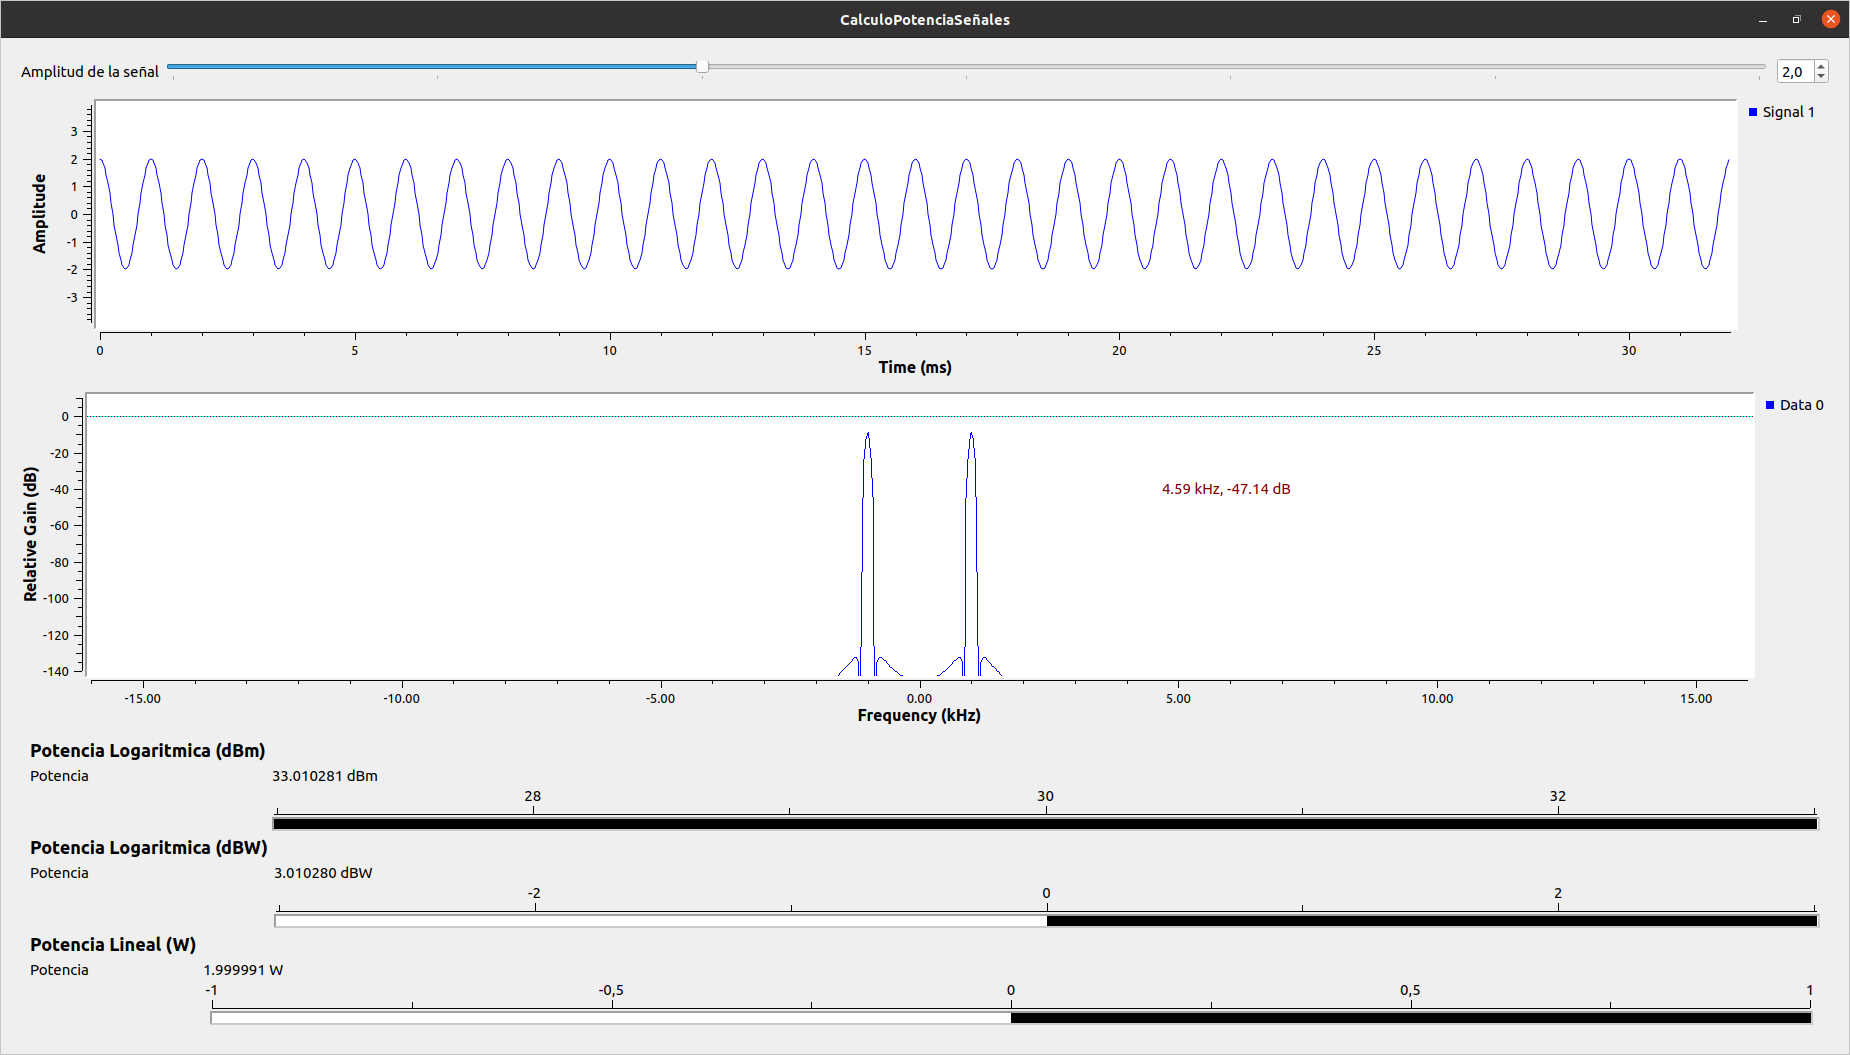 CalculoPotenciaSeñales
Amplitud de la señal
2,0
Signal 1
Amplitude
3
2
1
0
-1
-2
-3
0 5 10 15 20 25 30
Time (ms)
Data 0
Relative Gain (dB)
0
-20
-40
-60
-80
-100
-120
-140
4.59 kHz, -47.14 dB
-15.00 -10.00 -5.00 0.00 5.00 10.00 15.00
Frequency (kHz)
Potencia Logaritmica (dBm)
Potencia 33.010281 dBm
28 30 32
Potencia Logaritmica (dBW)
Potencia 3.010280 dBW
-2 0 2
Potencia Lineal (W)
Potencia 1.999991 W
-1 -0,5 0 0,5 1